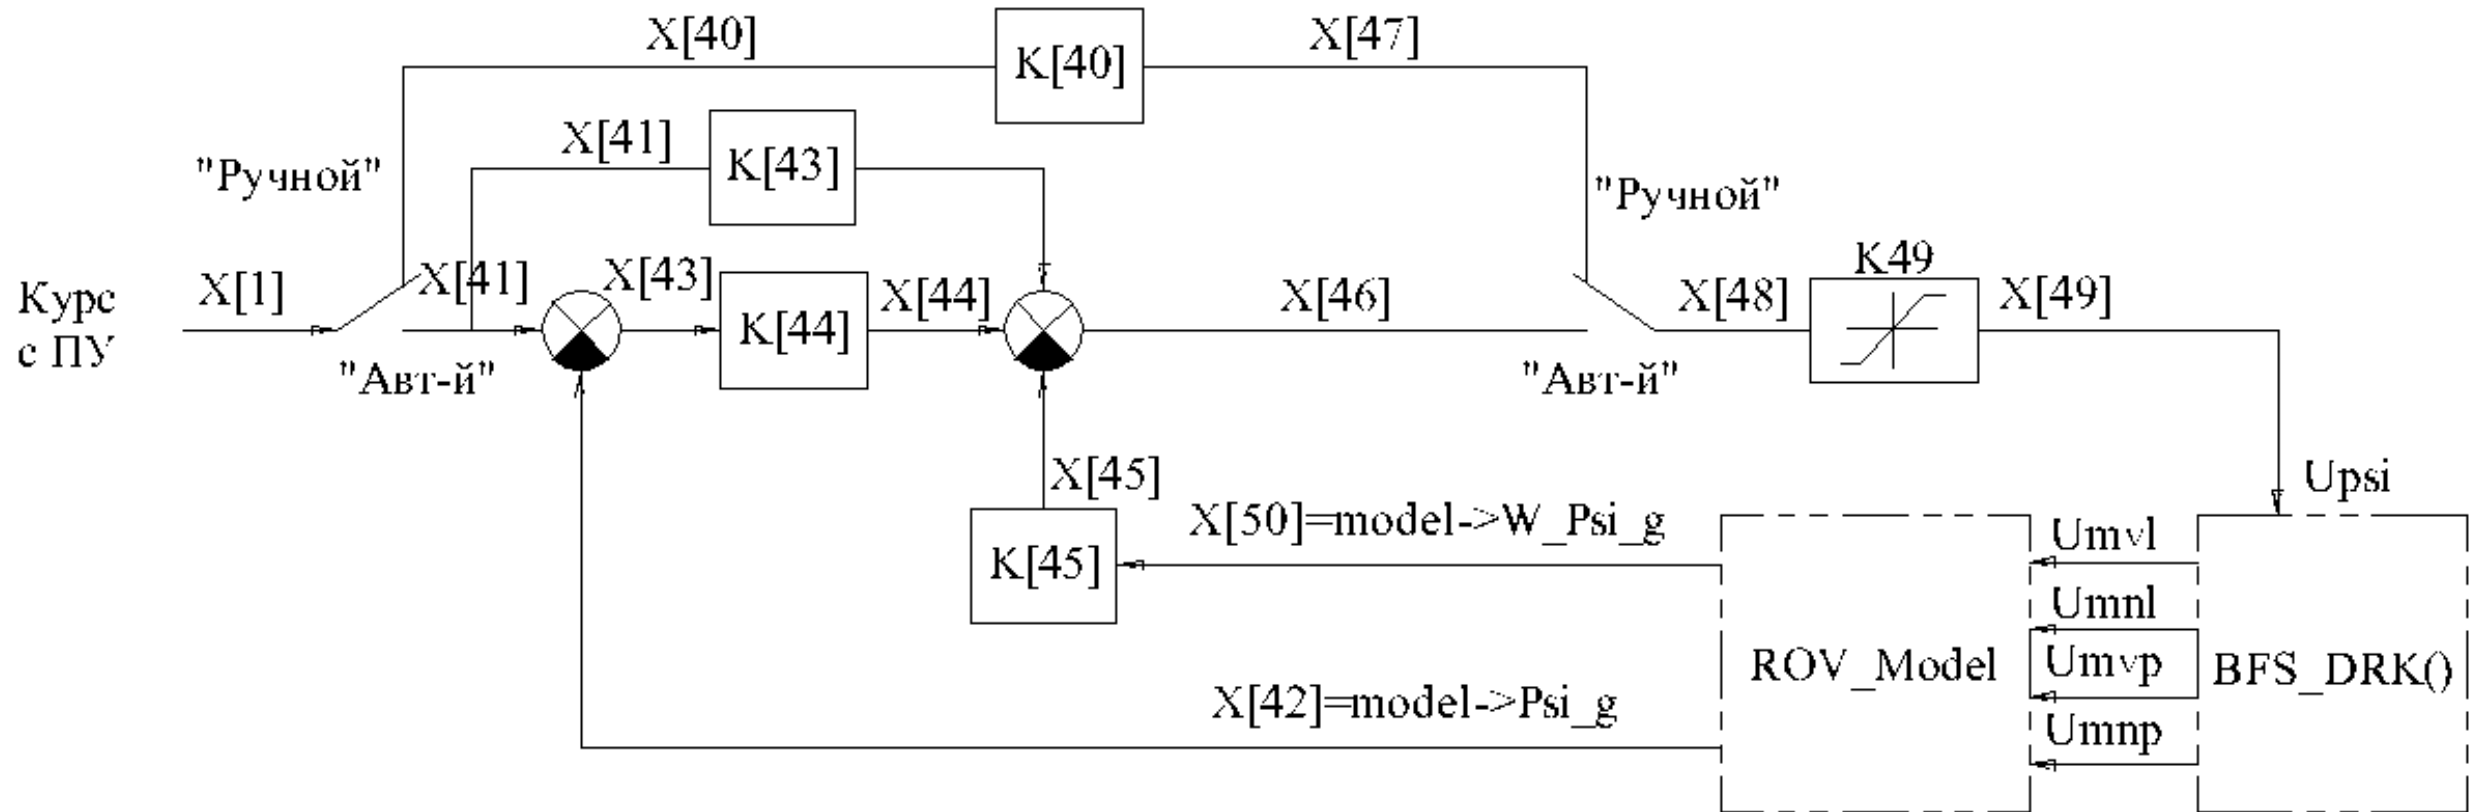 X[40]
K[40]
X[47]
X[41]
K[43]
"Ручной"
"Ручной"
Курс
с ПУ
X[1]
X[41]
X[43]
K[44]
X[44]
X[46]
X[48]
K49
X[49]
"Авт-й"
"Авт-й"
X[45]
K[45]
X[50]=model->W_Psi_g
X[42]=model->Psi_g
ROV_Model
Upsi
Umvl
Umnl
Umvp
Umnp
BFS_DRK()